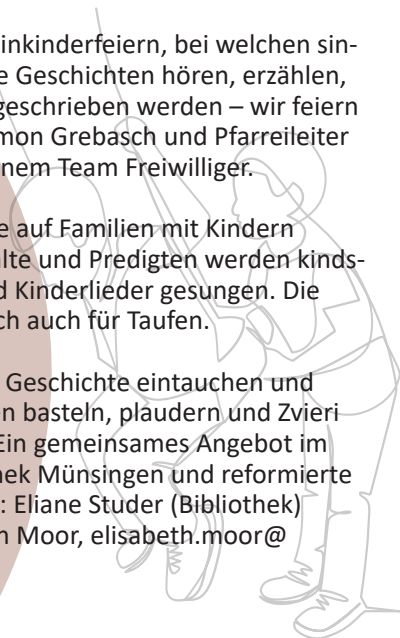 inkinderfeiern, bei welchen sin-
e Geschichten hören, erzählen,
geschrieben werden – wir feiern
mon Grebasch und Pfarreileiter
nem Team Freiwilliger.
e auf Familien mit Kindern
lte und Predigten werden kinds-
d Kinderlieder gesungen. Die
ch auch für Taufen.
Geschichte eintauchen und
n basteln, plaudern und Zvieri
Ein gemeinsames Angebot im
hek Münsingen und reformierte
: Eliane Studer (Bibliothek)
n Moor, elisabeth.moor@